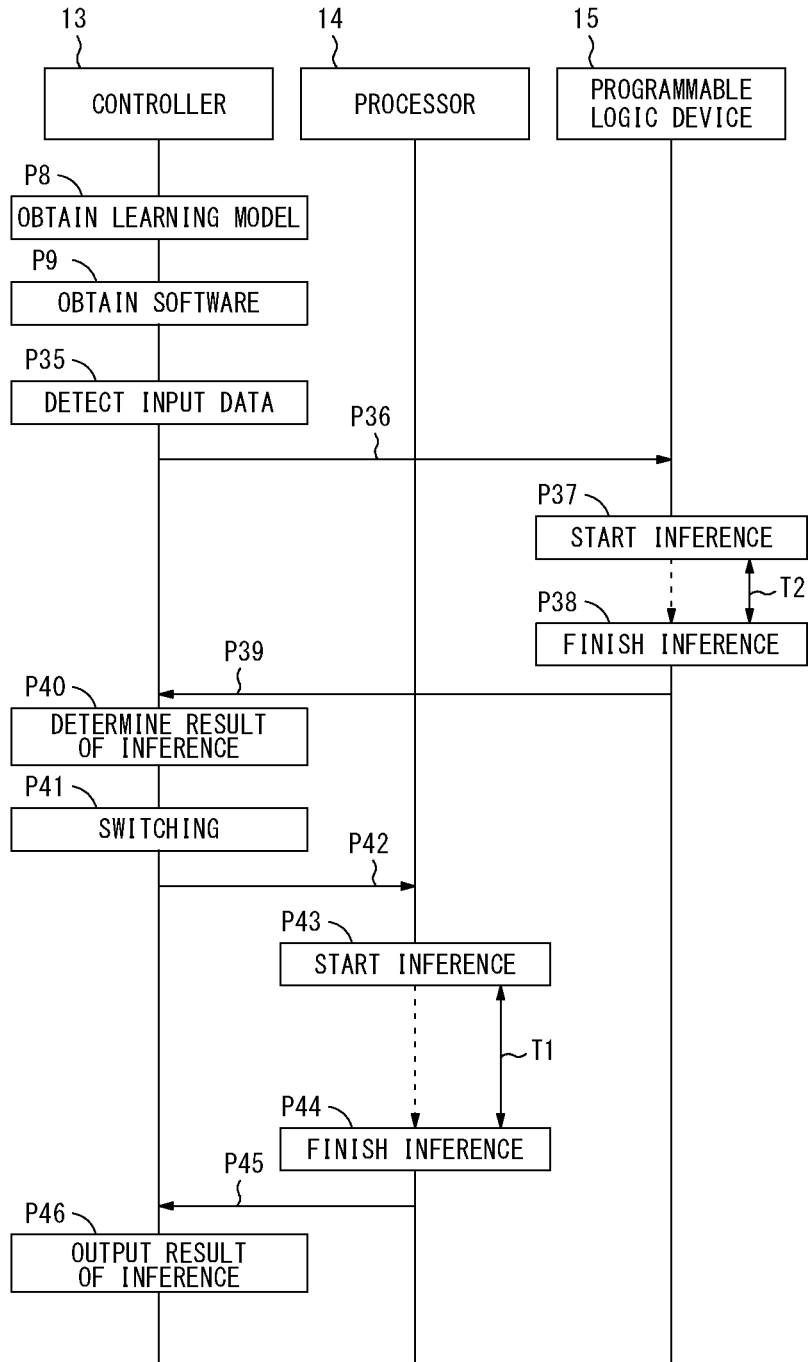 13
14
15
CONTROLLER
PROCESSOR
PROGRAMMABLE
LOGIC DEVICE
P8
OBTAIN LEARNING MODEL
P9
OBTAIN SOFTWARE
P35
DETECT INPUT DATA
P36
P37
START INFERENCE
T2
P38
FINISH INFERENCE
P39
P40
DETERMINE RESULT
OF INFERENCE
P41
SWITCHING
P42
P43
START INFERENCE
T1
P44
FINISH INFERENCE
P45
P46
OUTPUT RESULT
OF INFERENCE